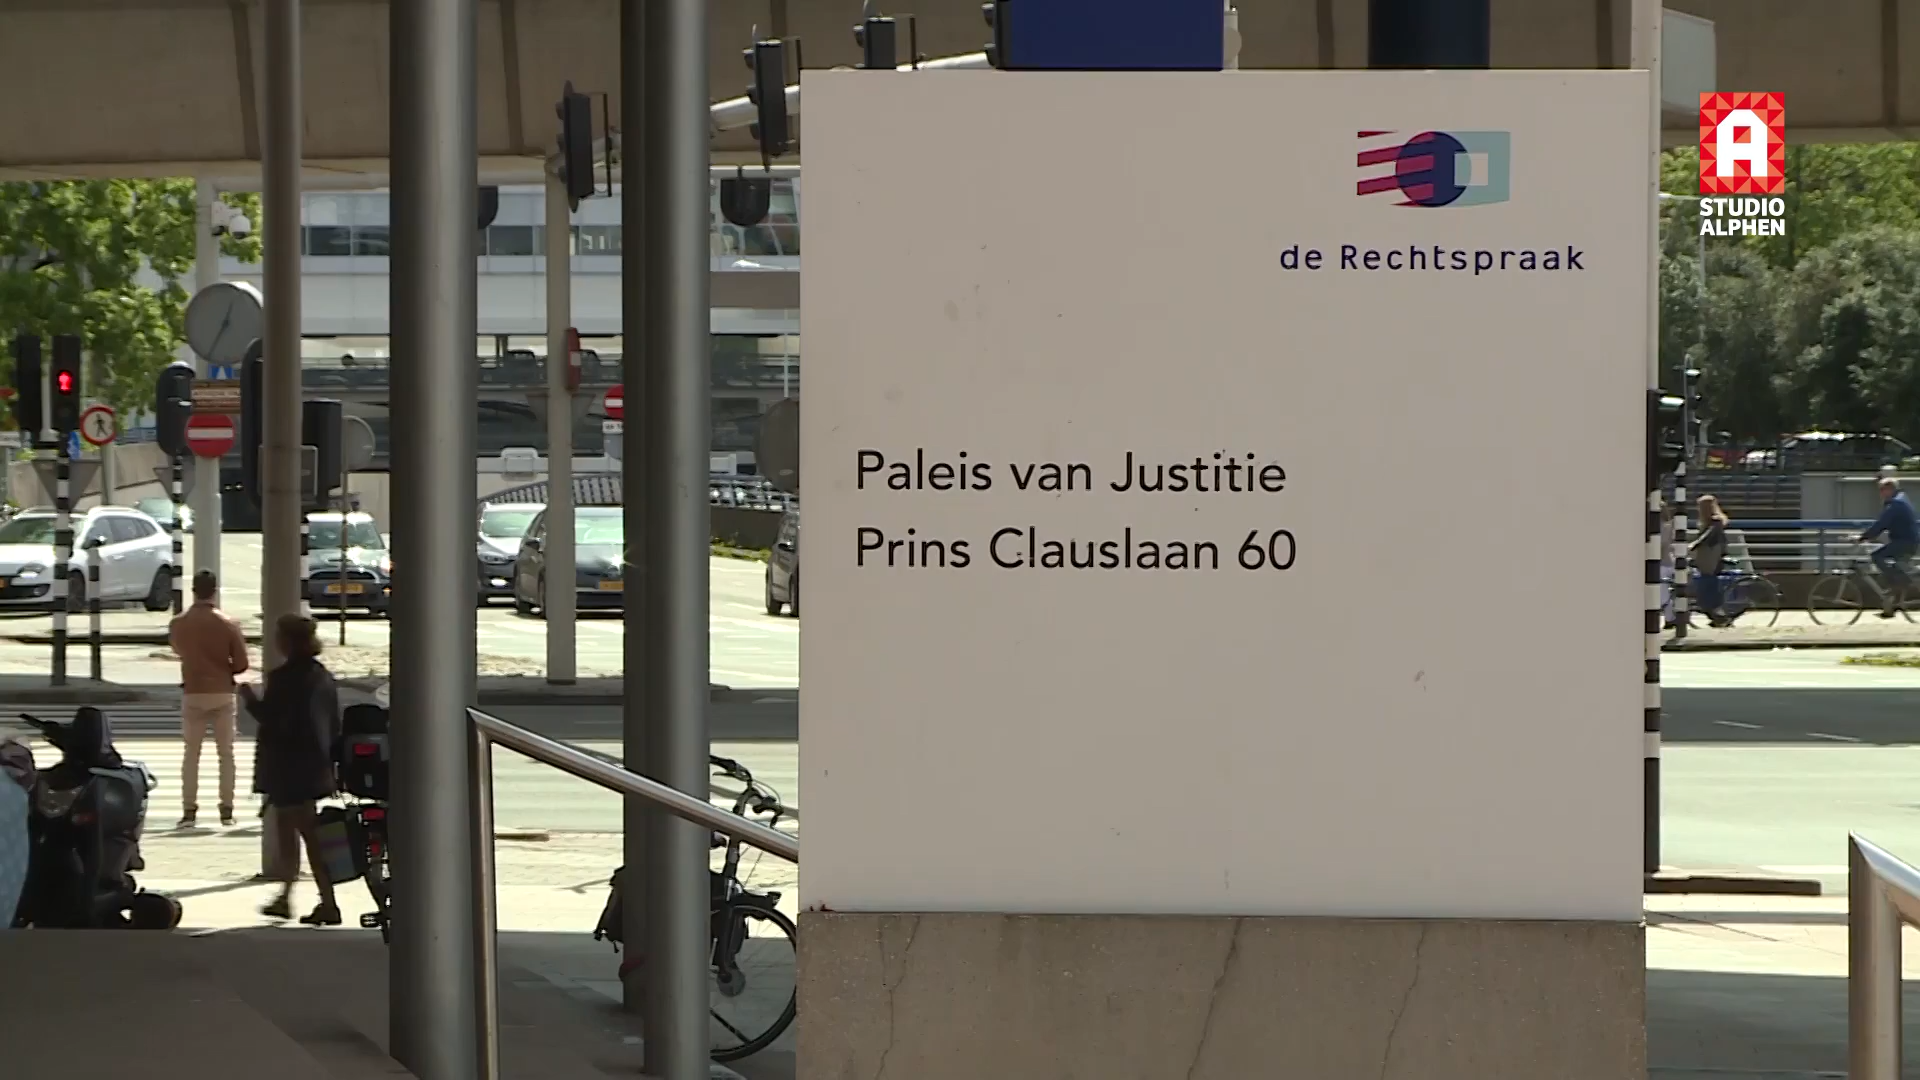 STUDIO
ALPHEN
de Rechtspraak
Paleis van Justitie
Prins Clauslaan 60